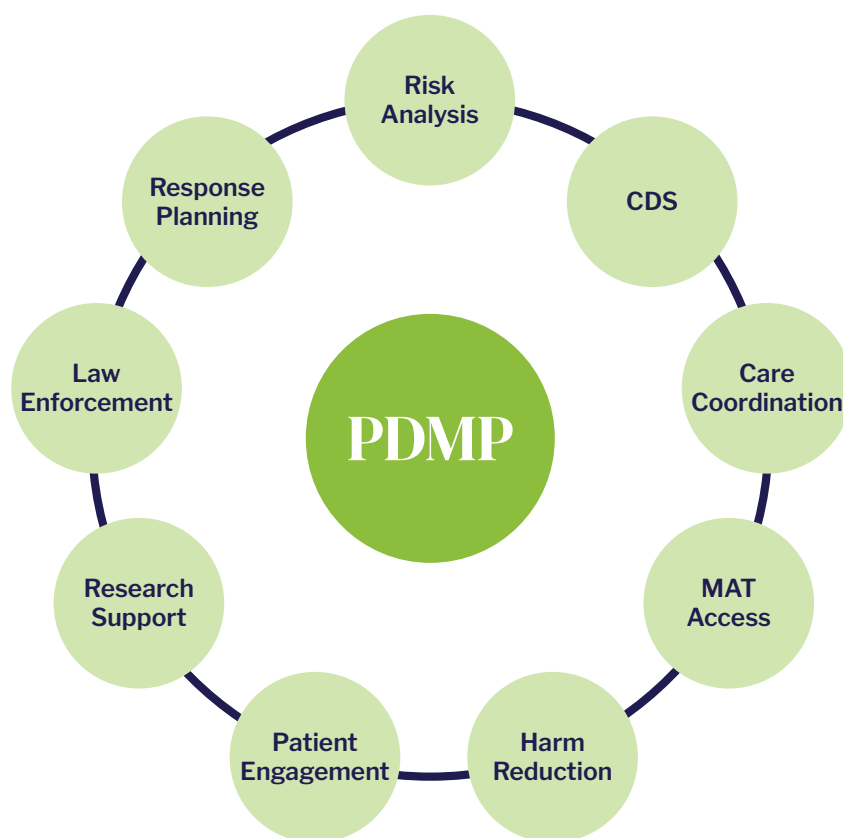 Risk
Analysis
CDS
Care
Coordination
MAT
Access
Harm
Reduction
Patient
Engagement
Research
Support
Law
Enforcement
Response
Planning
PDMP